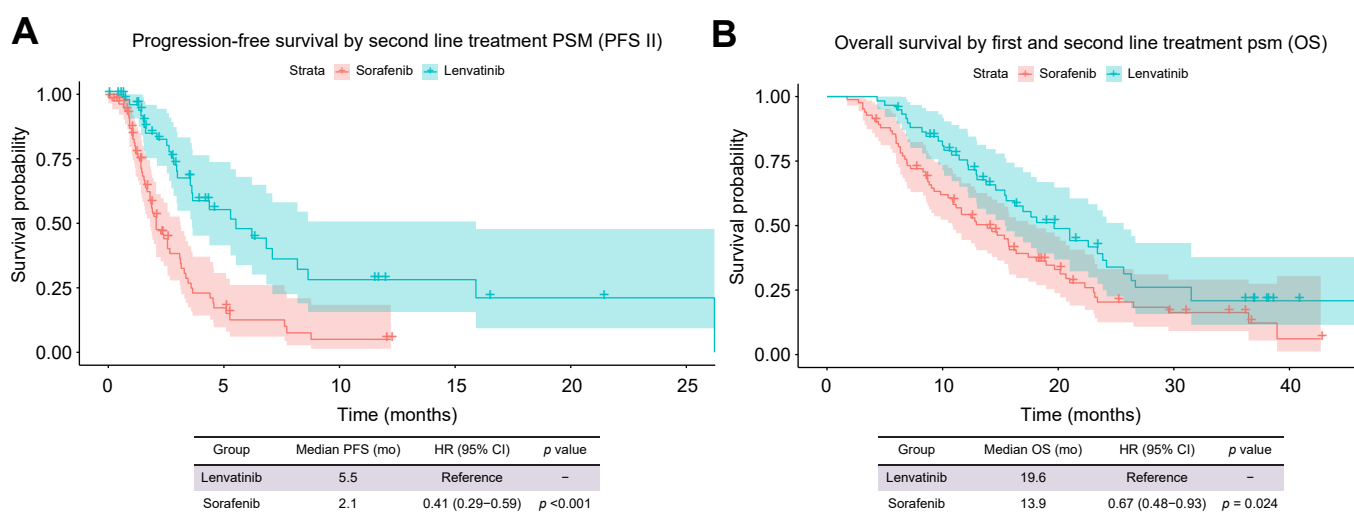 A
Progression-free survival by second line treatment PSM (PFS II)
Strata Sorafenib Lenvatinib
Survival probability
1.00
0.75
0.50
0.25
0.00
0 5 10 15 20 25
Time (months)
Group Median PFS (mo) HR (95% CI) p value
Lenvatinib 5.5 Reference –
Sorafenib 2.1 0.41 (0.29–0.59) p <0.001
B
Overall survival by first and second line treatment psm (OS)
Strata Sorafenib Lenvatinib
Survival probability
1.00
0.75
0.50
0.25
0.00
0 10 20 30 40
Time (months)
Group Median OS (mo) HR (95% CI) p value
Lenvatinib 19.6 Reference –
Sorafenib 13.9 0.67 (0.48–0.93) p = 0.024